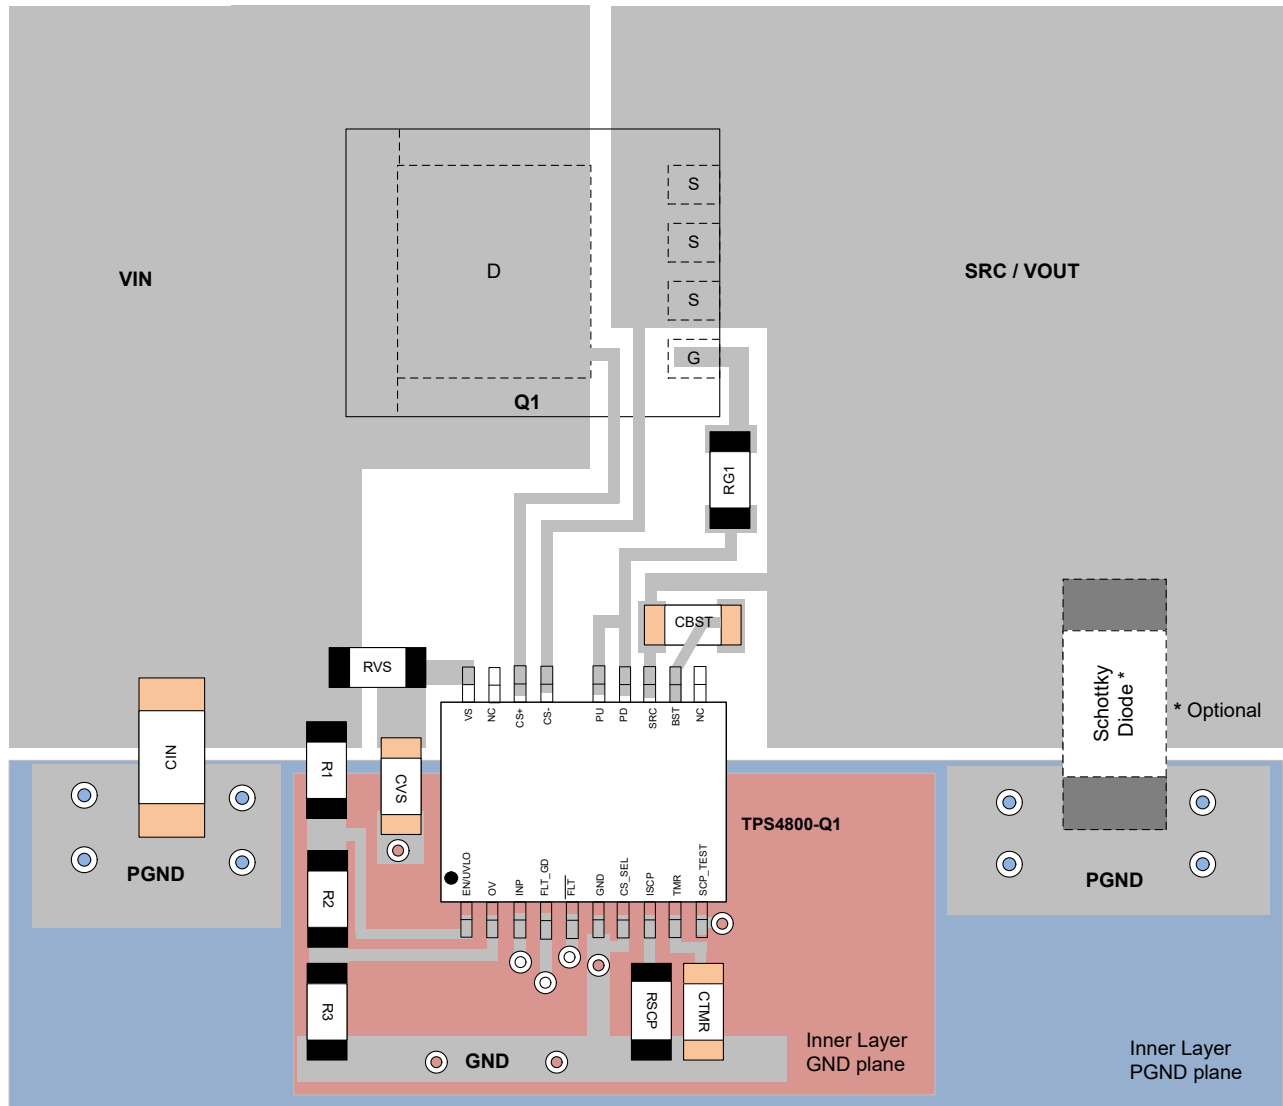 S
S
D
VIN
SRC / VOUT
S
G
Q1
RG1
CBST
RVS
Schottky
Diode *
* Optional
VS
NC
CS+
CS-
PU
PD
SRC
BST
NC
CIN
R1
CVS
TPS4800-Q1
PGND
PGND
EN/UVLO
OV
INP
FLT_GD
FLT
GND
CS_SEL
ISCP
TMR
SCP_TEST
R2
R3
RSCP
CTMR
GND
Inner Layer
GND plane
Inner Layer
PGND plane